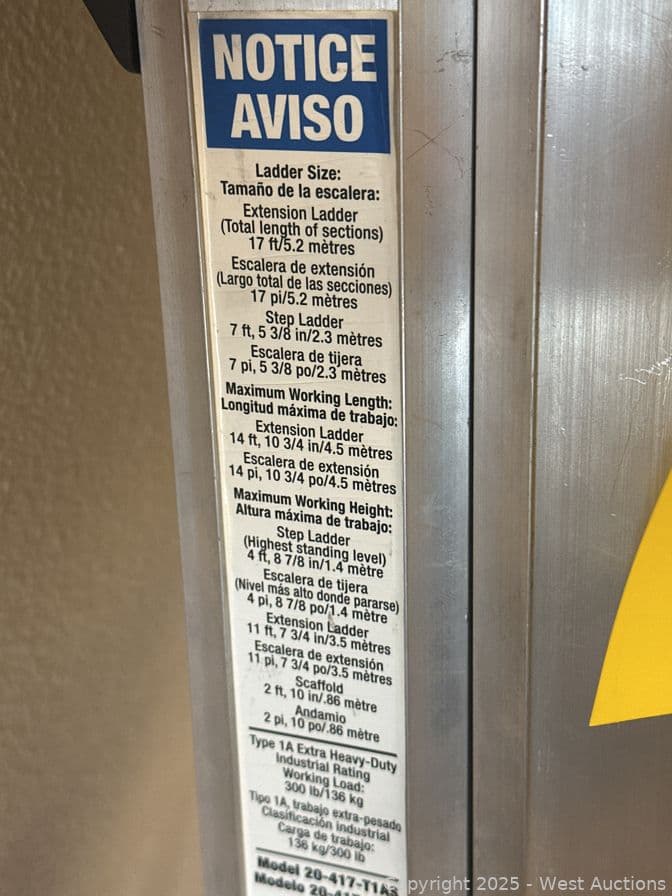 NOTICE
AVISO
Ladder Size:
Tamaño de la escalera:
Extension Ladder
(Total length of sections)
17 ft/5.2 mètres
Escalera de extensión
(Largo total de las secciones)
17 pi/5.2 mètres
Step Ladder
7 ft, 5 3/8 in/2.3 mètres
Escalera de tijera
7 pi, 5 3/8 po/2.3 mètres
Maximum Working Length:
Longitud máxima de trabajo:
Extension Ladder
14 ft, 10 3/4 in/4.5 mètres
Escalera de extensión
14 pi, 10 3/4 po/4.5 mètres
Maximum Working Height:
Altura máxima de trabajo:
Step Ladder
(Highest standing level)
4 ft, 8 7/8 in/1.4 mètre
Escalera de tijera
(Nivel más alto donde pararse)
4 pi, 8 7/8 po/1.4 mètre
Extension Ladder
11 ft, 7 3/4 in/3.5 mètres
Escalera de extensión
11 pi, 7 3/4 po/3.5 mètres
Scaffold
2 ft, 10 in/.86 mètre
Andamio
2 pi, 10 po/.86 mètre
Type 1A Extra Heavy-Duty
Industrial Rating
Working Load:
300 lb/136 kg
Tipo 1A, trabajo extra-pesado
Clasificación industrial
Carga de trabajo:
136 kg/300 lb
Model 20-417-T1A3
Modelo
Copyright 2025 - West Auctions